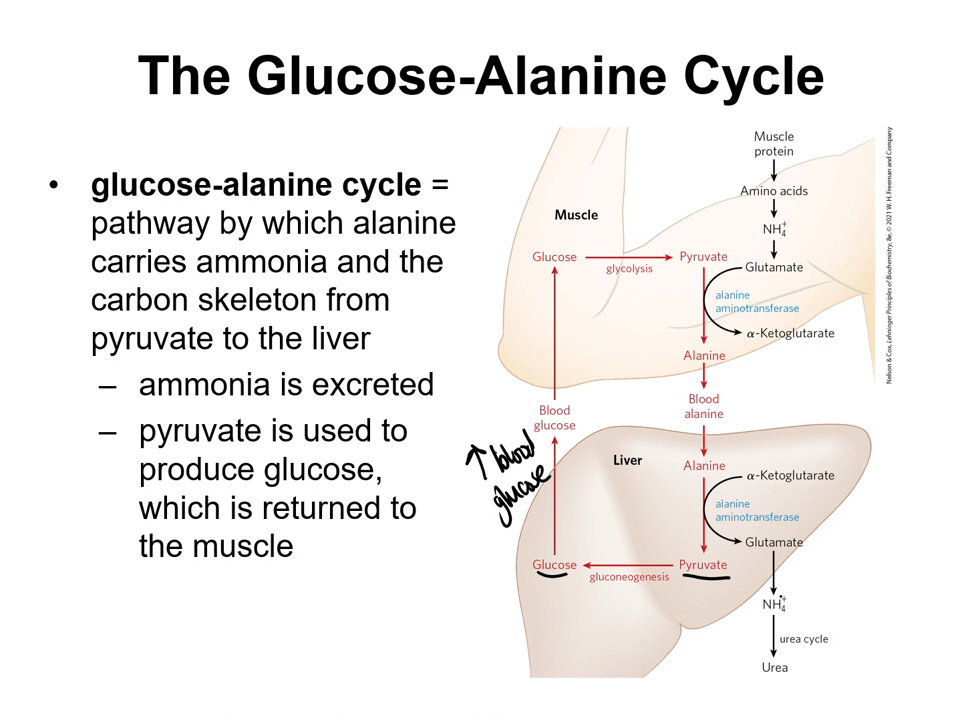 The Glucose-Alanine Cycle
• glucose-alanine cycle =
pathway by which alanine
carries ammonia and the
carbon skeleton from
pyruvate to the liver
– ammonia is excreted
– pyruvate is used to
produce glucose,
which is returned to
the muscle
Muscle
protein
Amino acids
NH₄⁺
Muscle
Glucose
glycolysis
Pyruvate
Glutamate
alanine
aminotransferase
α-Ketoglutarate
Alanine
Blood
alanine
Blood
glucose
↑ blood
glucose
Liver
Alanine
α-Ketoglutarate
alanine
aminotransferase
Glutamate
Glucose
gluconeogenesis
Pyruvate
NH₄⁺
urea cycle
Urea
Nelson & Cox, Lehninger Principles of Biochemistry, 8e, © 2021 W. H. Freeman and Company